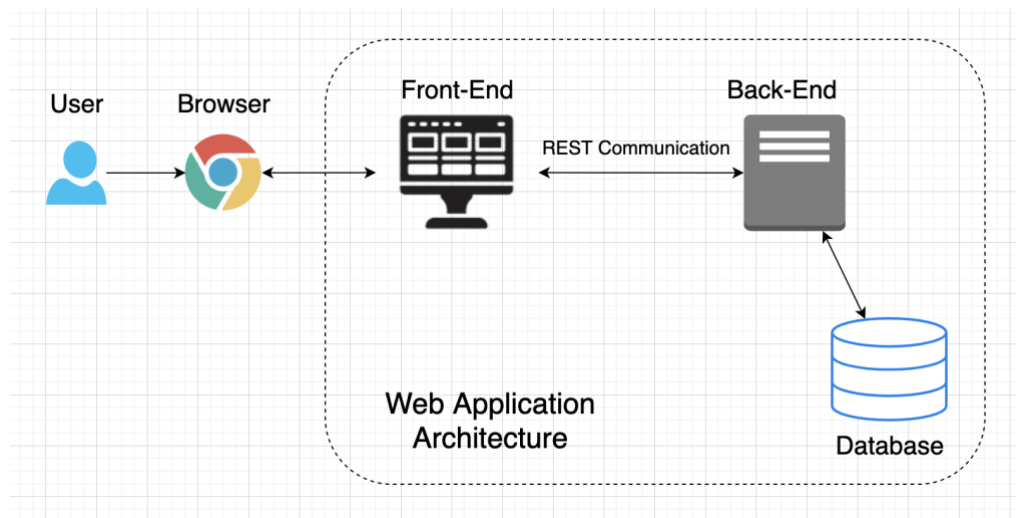 User
Browser
Front-End
Back-End
REST Communication
Web Application
Architecture
Database